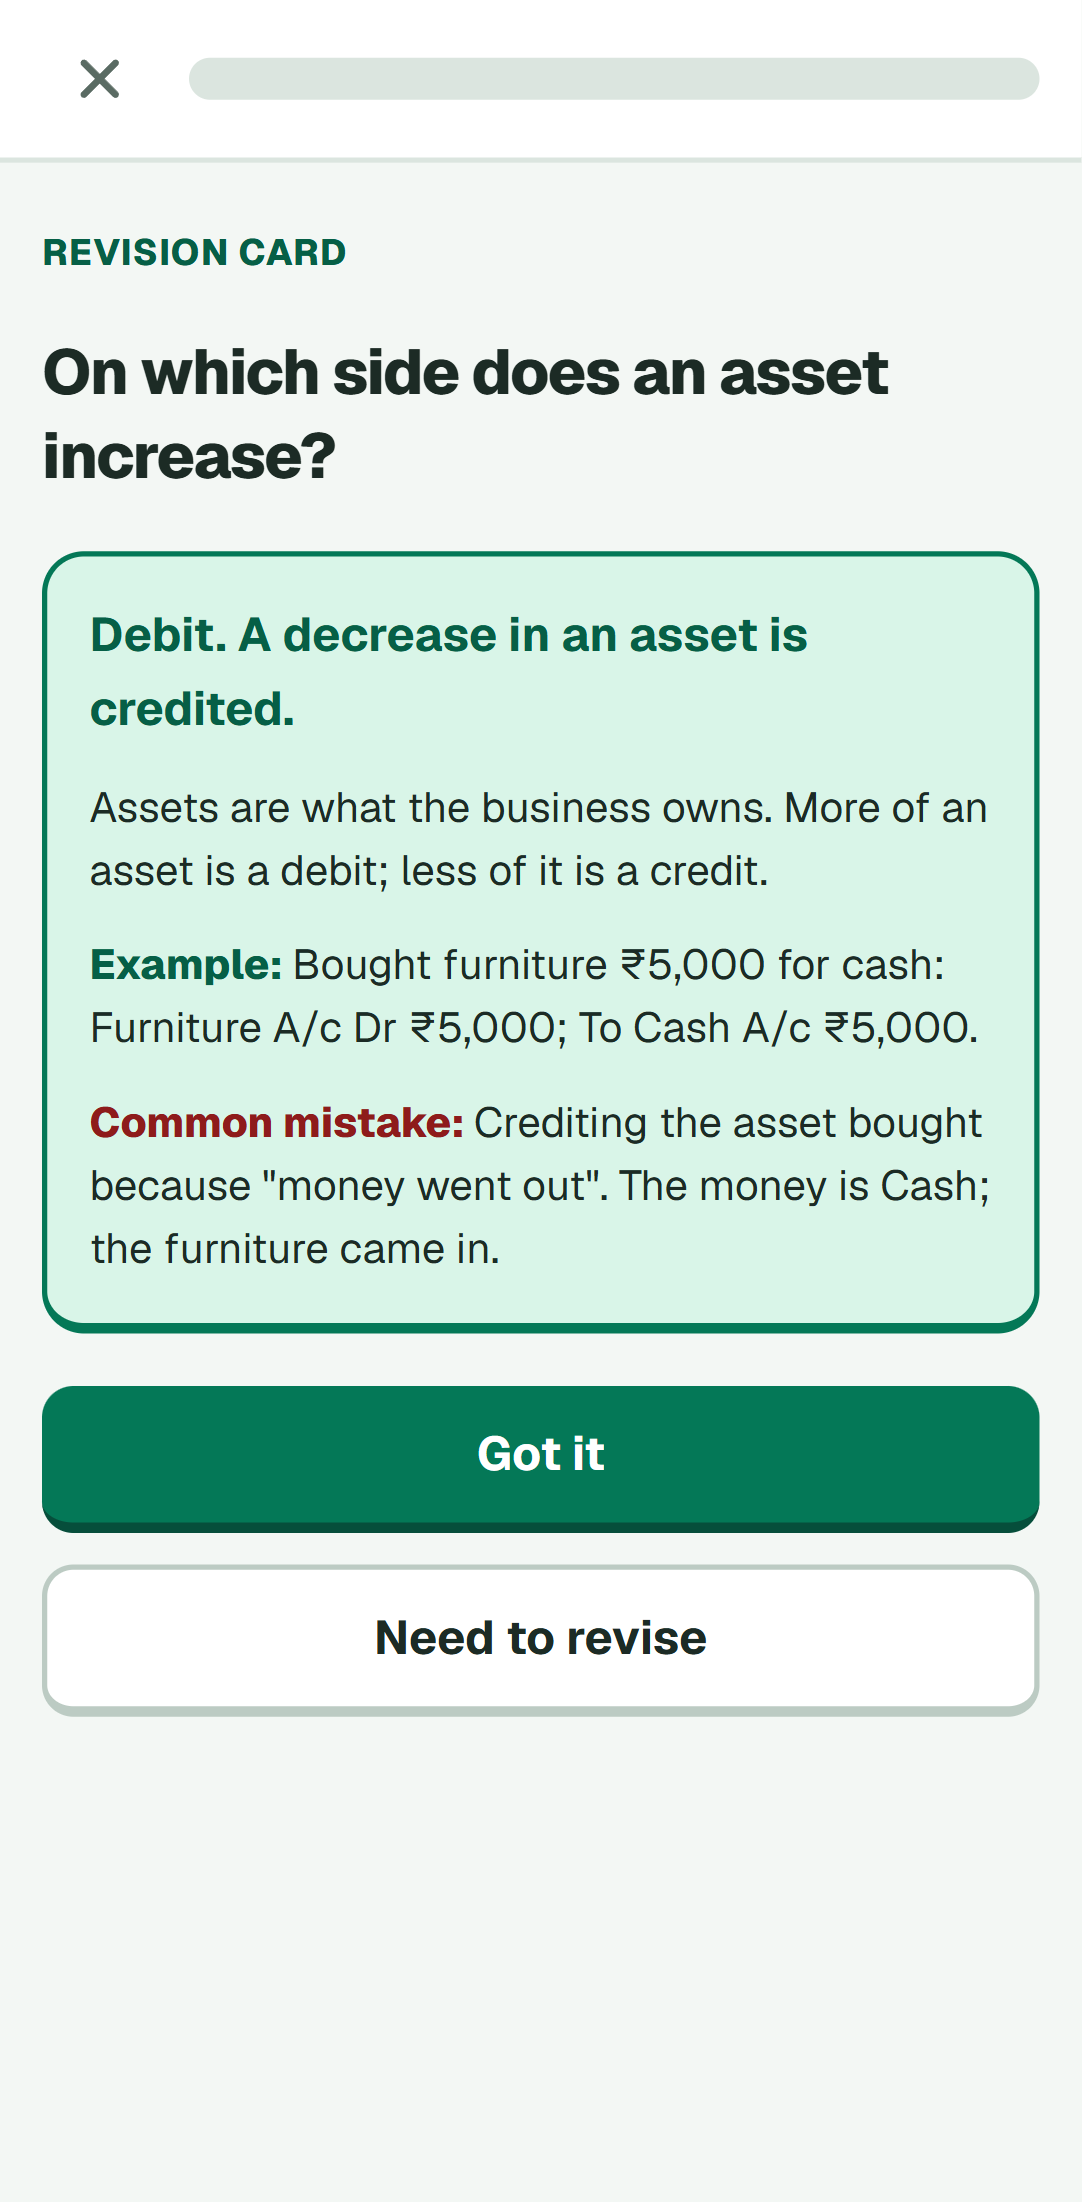 REVISION CARD
On which side does an asset
increase?
Debit. A decrease in an asset is
credited.
Assets are what the business owns. More of an
asset is a debit; less of it is a credit.
Example: Bought furniture ₹5,000 for cash:
Furniture A/c Dr ₹5,000; To Cash A/c ₹5,000.
Common mistake: Crediting the asset bought
because "money went out". The money is Cash;
the furniture came in.
Got it
Need to revise